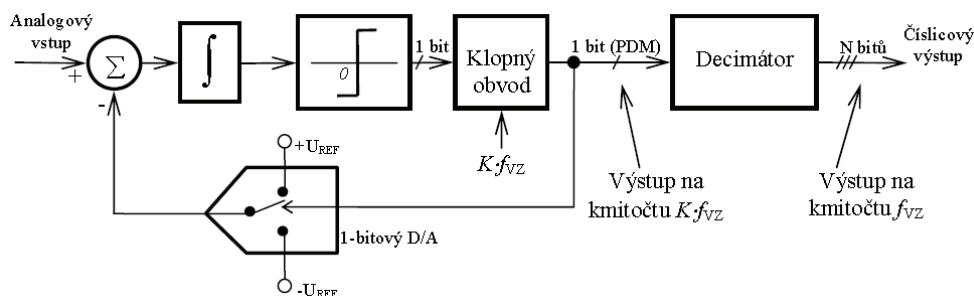 Analogový
vstup
+
-
Σ
∫
0
1 bit
Klopný
obvod
1 bit (PDM)
Decimátor
N bitů
Číslicový
výstup
K·fVZ
+UREF
1-bitový D/A
-UREF
Výstup na
kmitočtu K·fVZ
Výstup na
kmitočtu fVZ